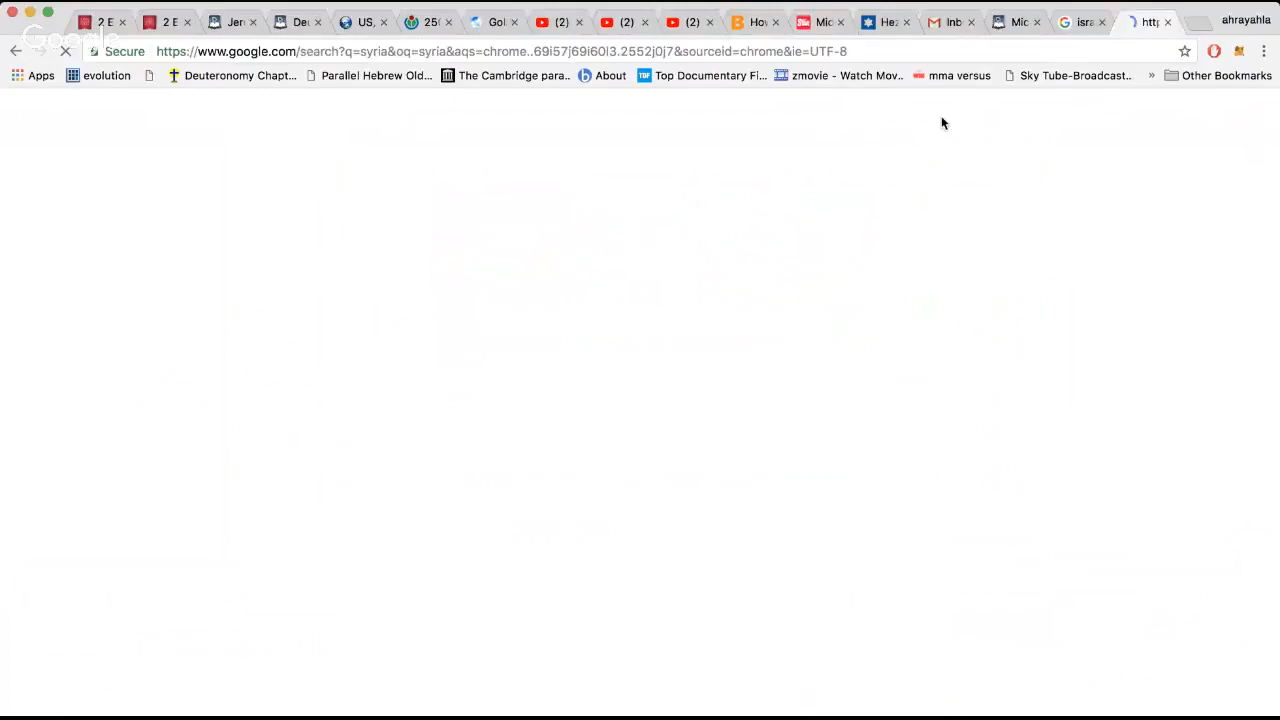 2 E 2 E Jer De US, 25 Gol (2) (2) (2) Ho Mic He Inb Mic isra http ahrayahla
Google
Secure https://www.google.com/search?q=syria&oq=syria&aqs=chrome..69i57j69i60l3.2552j0j7&sourceid=chrome&ie=UTF-8
Apps evolution Deuteronomy Chapt... Parallel Hebrew Old... The Cambridge para.. About Top Documentary Fi... zmovie - Watch Mov.. mma versus Sky Tube-Broadcast.. » Other Bookmarks